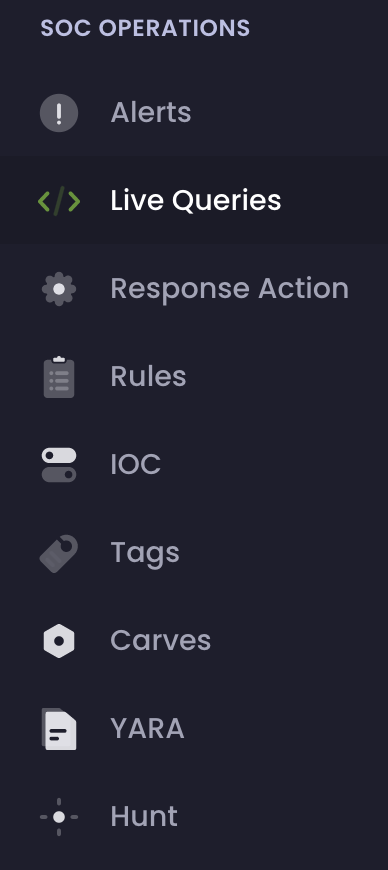 SOC OPERATIONS
Alerts
Live Queries
Response Action
Rules
IOC
Tags
Carves
YARA
Hunt